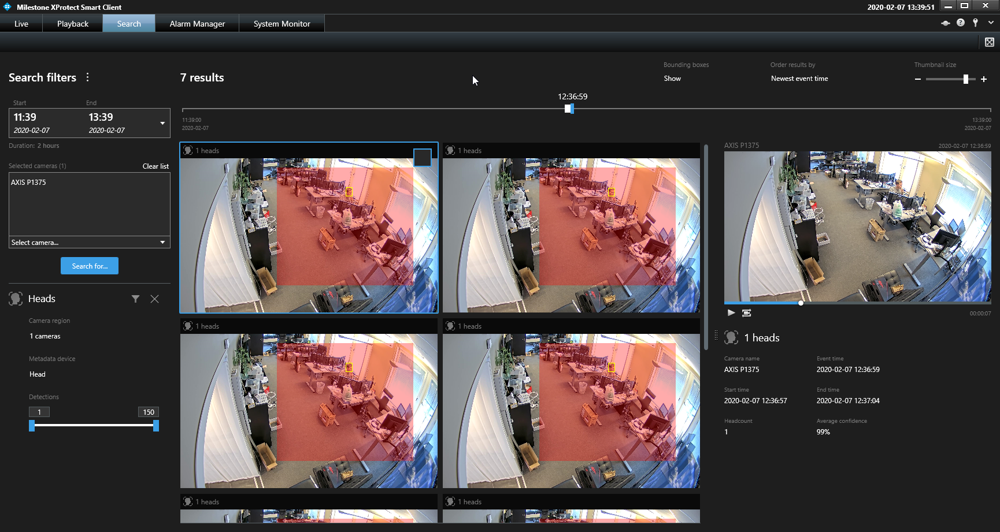 Milestone XProtect Smart Client
2020-02-07 13:39:51
Live
Playback
Search
Alarm Manager
System Monitor
Search filters
7 results
Bounding boxes
Show
Order results by
Newest event time
Thumbnail size
12:36:59
11:39:00
2020-02-07
13:39:00
2020-02-07
Start
End
11:39
13:39
2020-02-07
2020-02-07
Duration: 2 hours
Selected cameras (1)
Clear list
AXIS P1375
Select camera...
Search for...
Heads
Camera region
1 cameras
Metadata device
Head
Detections
1
150
1 heads
1 heads
1 heads
1 heads
1 heads
1 heads
AXIS P1375
2020-02-07 12:36:59
00:00:07
1 heads
Camera name
Event time
AXIS P1375
2020-02-07 12:36:59
Start time
End time
2020-02-07 12:36:57
2020-02-07 12:37:04
Headcount
Average confidence
1
99%